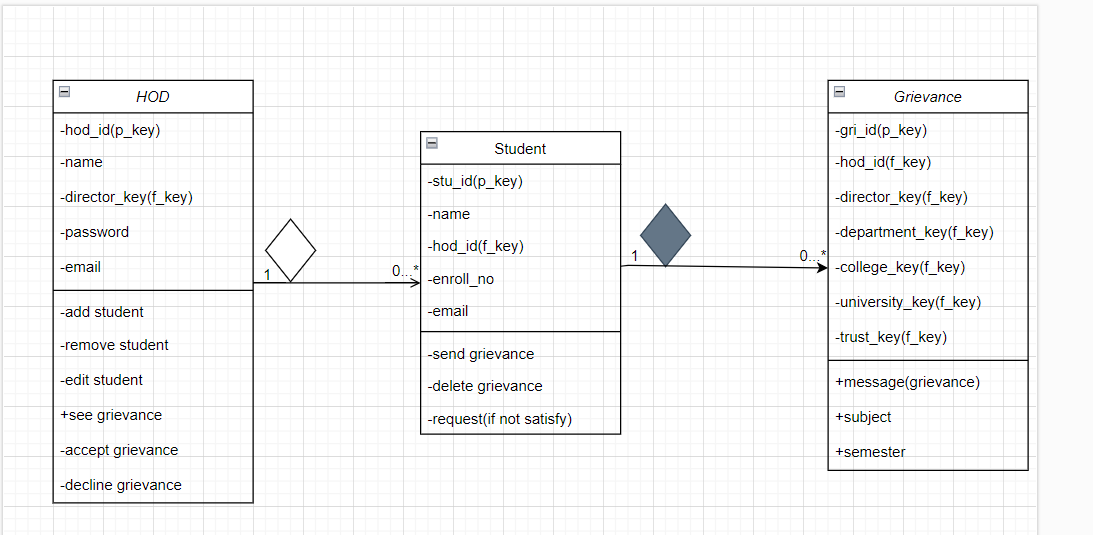 HOD
-hod_id(p_key)
-name
-director_key(f_key)
-password
-email
-add student
-remove student
-edit student
+see grievance
-accept grievance
-decline grievance
1
0...*
Student
-stu_id(p_key)
-name
-hod_id(f_key)
-enroll_no
-email
-send grievance
-delete grievance
-request(if not satisfy)
1
0...*
Grievance
-gri_id(p_key)
-hod_id(f_key)
-director_key(f_key)
-department_key(f_key)
-college_key(f_key)
-university_key(f_key)
-trust_key(f_key)
+message(grievance)
+subject
+semester